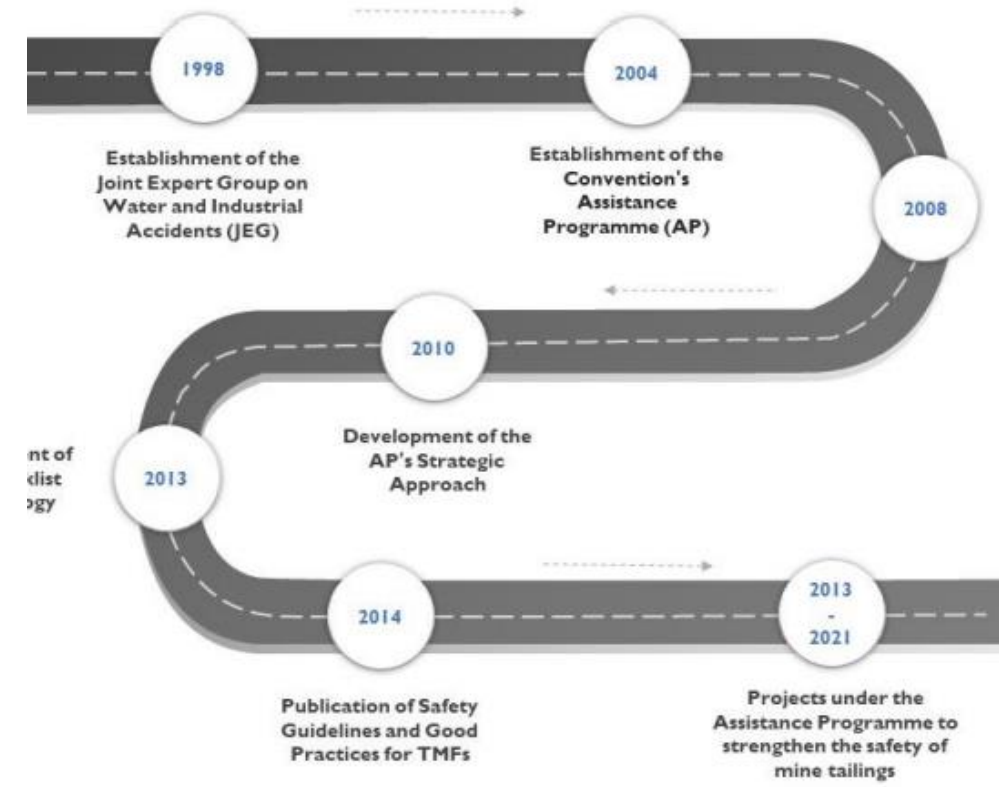 1998
Establishment of the
Joint Expert Group on
Water and Industrial
Accidents (JEG)
2004
Establishment of the
Convention's
Assistance
Programme (AP)
2008
2010
Development of the
AP's Strategic
Approach
2013
of
2014
Publication of Safety
Guidelines and Good
Practices for TMFs
2013
-
2021
Projects under the
Assistance Programme to
strengthen the safety of
mine tailings